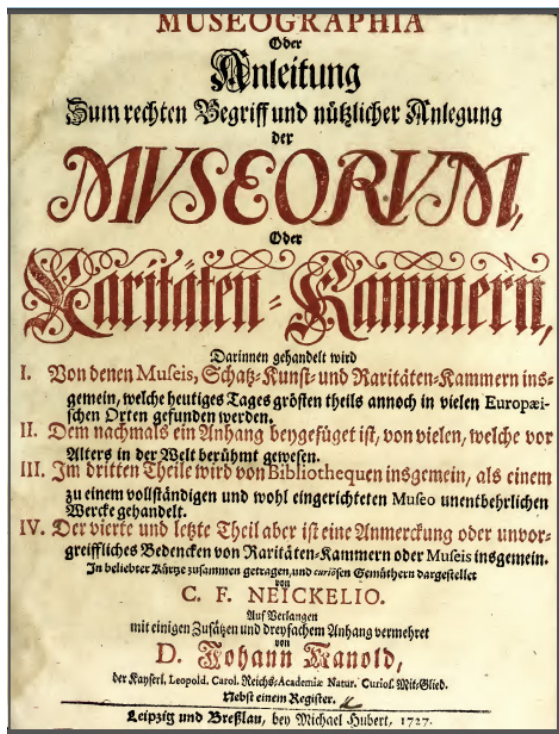 MUSEOGRAPHIA
Oder
Anleitung
Zum rechten Begriff und nützlicher Anlegung
der
MVSEORVM,
Oder
Raritäten-Kammern,
Darinnen gehandelt wird
I. Von denen Museis, Schatz-Kunst- und Raritäten-Kammern ins-
gemein, welche heutiges Tages grösten theils annoch in vielen Europæi-
schen Orten gefunden werden.
II. Dem nachmals ein Anhang beygefüget ist, von vielen, welche vor
Alters in der Welt berühmt gewesen.
III. Im dritten Theile wird von Bibliothequen insgemein, als einem
zu einem vollständigen und wohl eingerichteten Museo unentbehrlichen
Wercke gehandelt.
IV. Der vierte und letzte Theil aber ist eine Anmerckung oder unvor-
greiffliches Bedencken von Raritäten-Kammern oder Museis insgemein.
In beliebter Kürtze zusammen getragen, und curiösen Gemüthern dargestellet
von
C. F. NEICKELIO.
Auf Verlangen
mit einigen Zusätzen und dreyfachem Anhang vermehret
von
D. Johann Kanold,
der Kayserl. Leopold. Carol. Reichs-Academiæ Natur. Curios. Mit-Glied.
Nebst einem Register.
Leipzig und Breßlau, bey Michael Hubert, 1727.